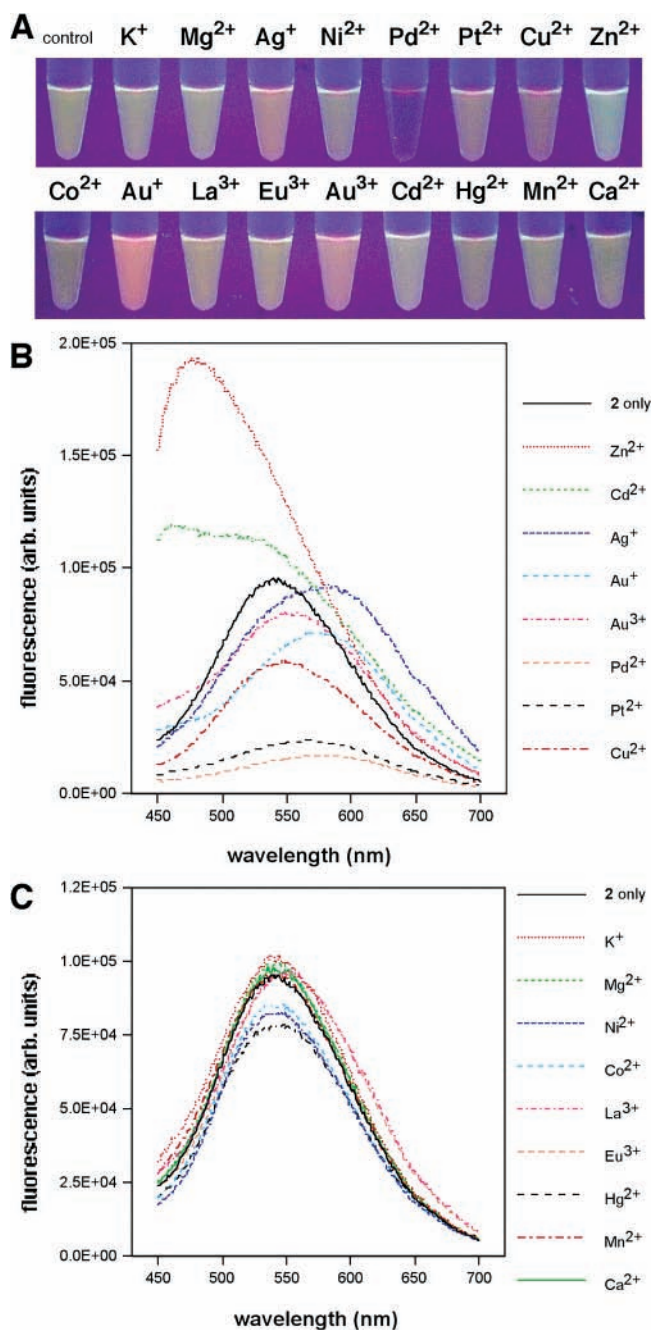 A
control K⁺ Mg²⁺ Ag⁺ Ni²⁺ Pd²⁺ Pt²⁺ Cu²⁺ Zn²⁺
Co²⁺ Au⁺ La³⁺ Eu³⁺ Au³⁺ Cd²⁺ Hg²⁺ Mn²⁺ Ca²⁺
B
fluorescence (arb. units)
2.0E+05
1.5E+05
1.0E+05
5.0E+04
0.0E+00
450 500 550 600 650 700
wavelength (nm)
2 only
Zn²⁺
Cd²⁺
Ag⁺
Au⁺
Au³⁺
Pd²⁺
Pt²⁺
Cu²⁺
C
fluorescence (arb. units)
1.2E+05
1.0E+05
7.5E+04
5.0E+04
2.5E+04
0.0E+00
450 500 550 600 650 700
wavelength (nm)
2 only
K⁺
Mg²⁺
Ni²⁺
Co²⁺
La³⁺
Eu³⁺
Hg²⁺
Mn²⁺
Ca²⁺